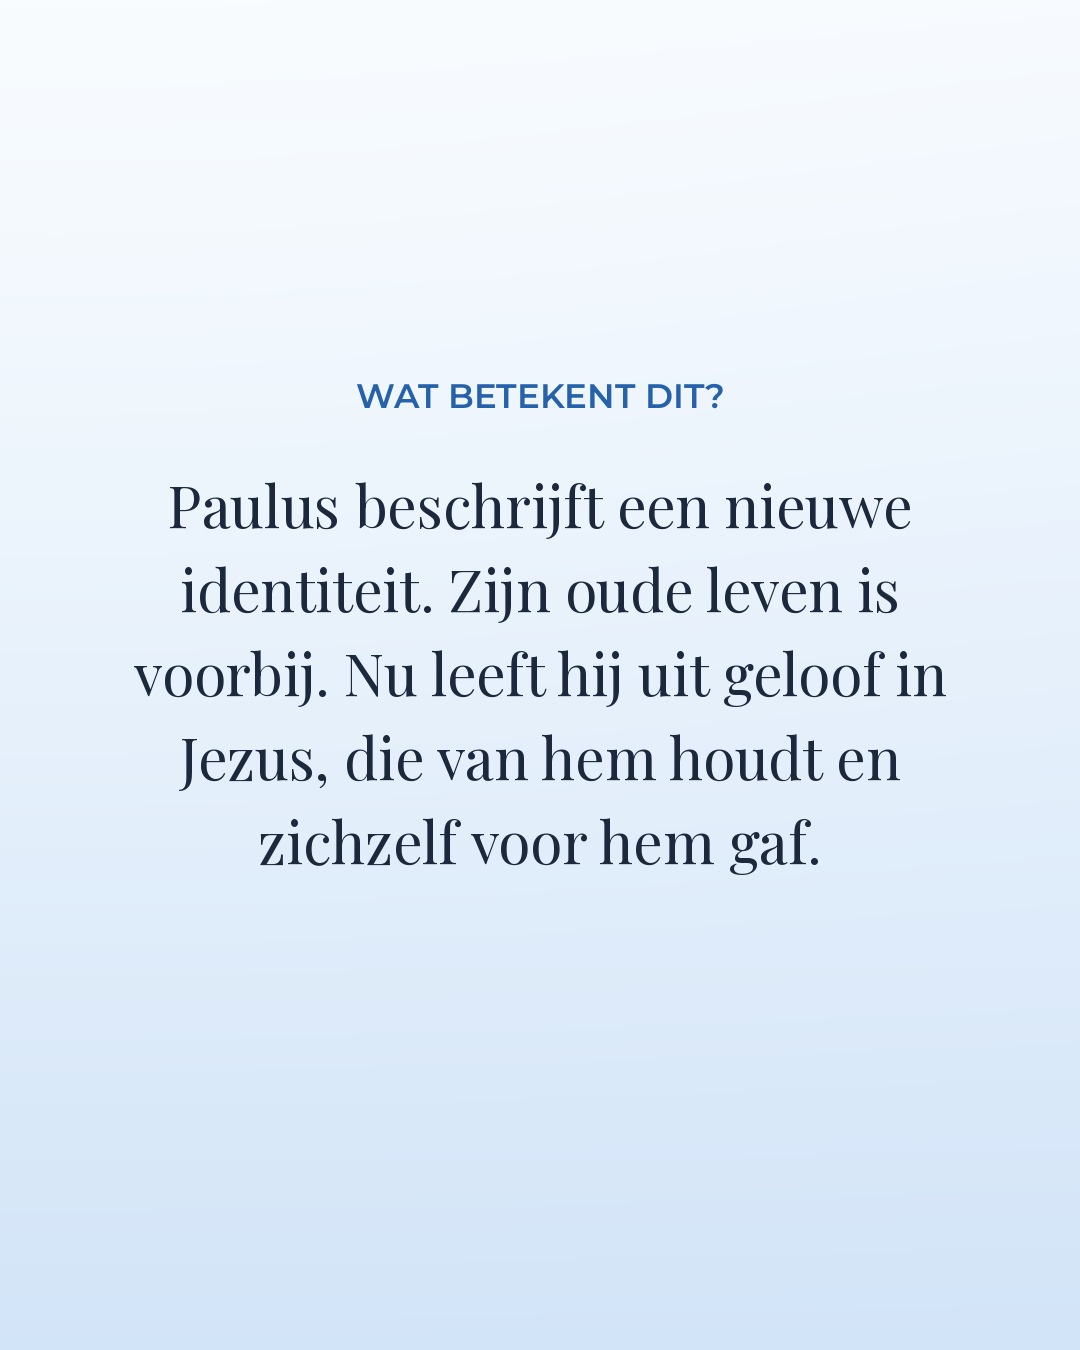 WAT BETEKENT DIT?
Paulus beschrijft een nieuwe
identiteit. Zijn oude leven is
voorbij. Nu leeft hij uit geloof in
Jezus, die van hem houdt en
zichzelf voor hem gaf.